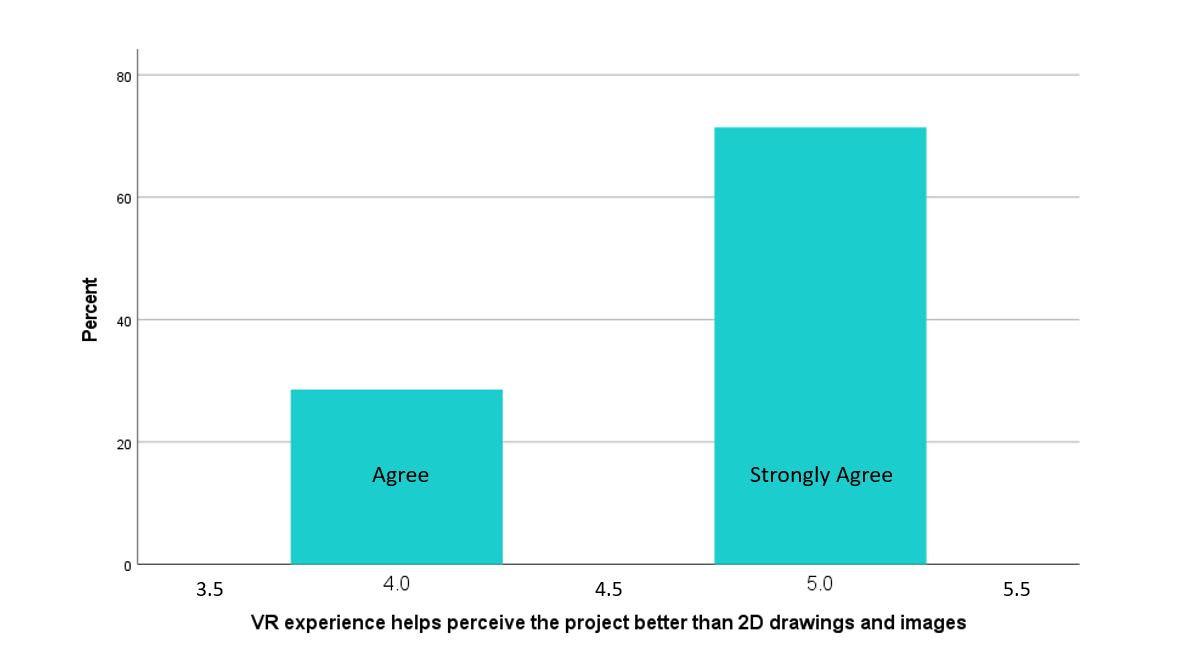 80
60
40
20
0
Percent
Agree
Strongly Agree
3.5
4.0
4.5
5.0
5.5
VR experience helps perceive the project better than 2D drawings and images